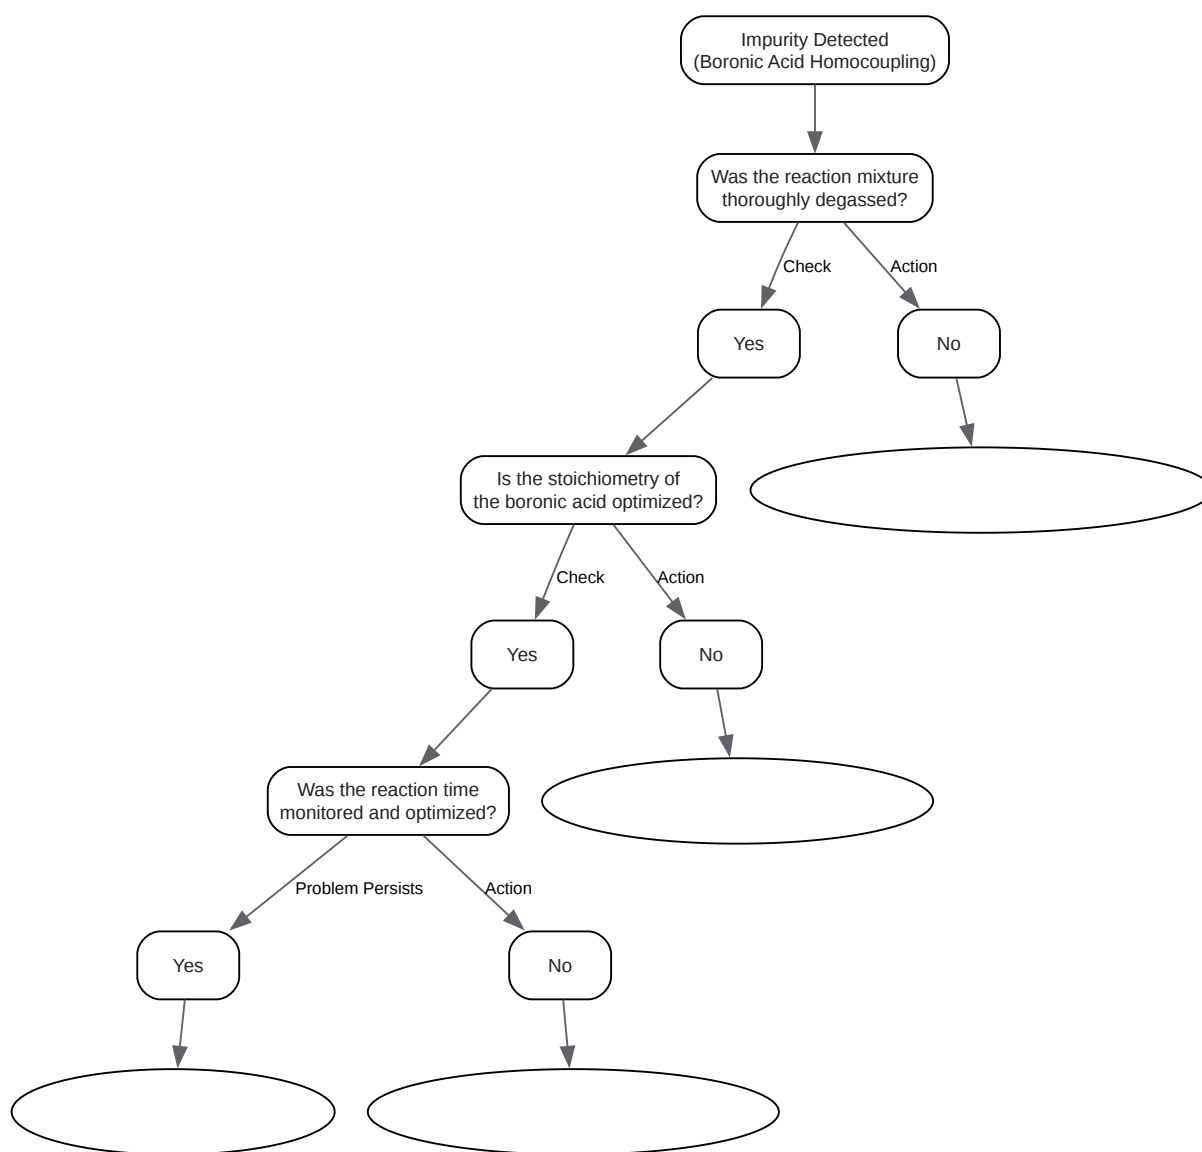 Impurity Detected
(Boronic Acid Homocoupling)
Was the reaction mixture
thoroughly degassed?
Check
Action
Yes
No
Is the stoichiometry of
the boronic acid optimized?
Check
Action
Yes
No
Was the reaction time
monitored and optimized?
Problem Persists
Action
Yes
No